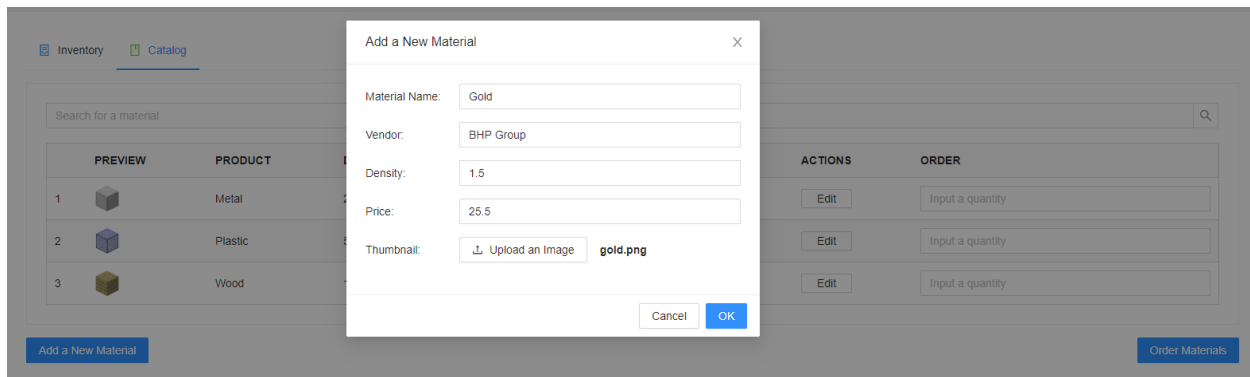 Inventory
Catalog
Add a New Material
X
Search for a material
Material Name:
Gold
Vendor:
BHP Group
Density:
1.5
Price:
25.5
Thumbnail:
Upload an Image
gold.png
Cancel
OK
PREVIEW
PRODUCT
ACTIONS
ORDER
1
Metal
Edit
Input a quantity
2
Plastic
Edit
Input a quantity
3
Wood
Edit
Input a quantity
Add a New Material
Order Materials